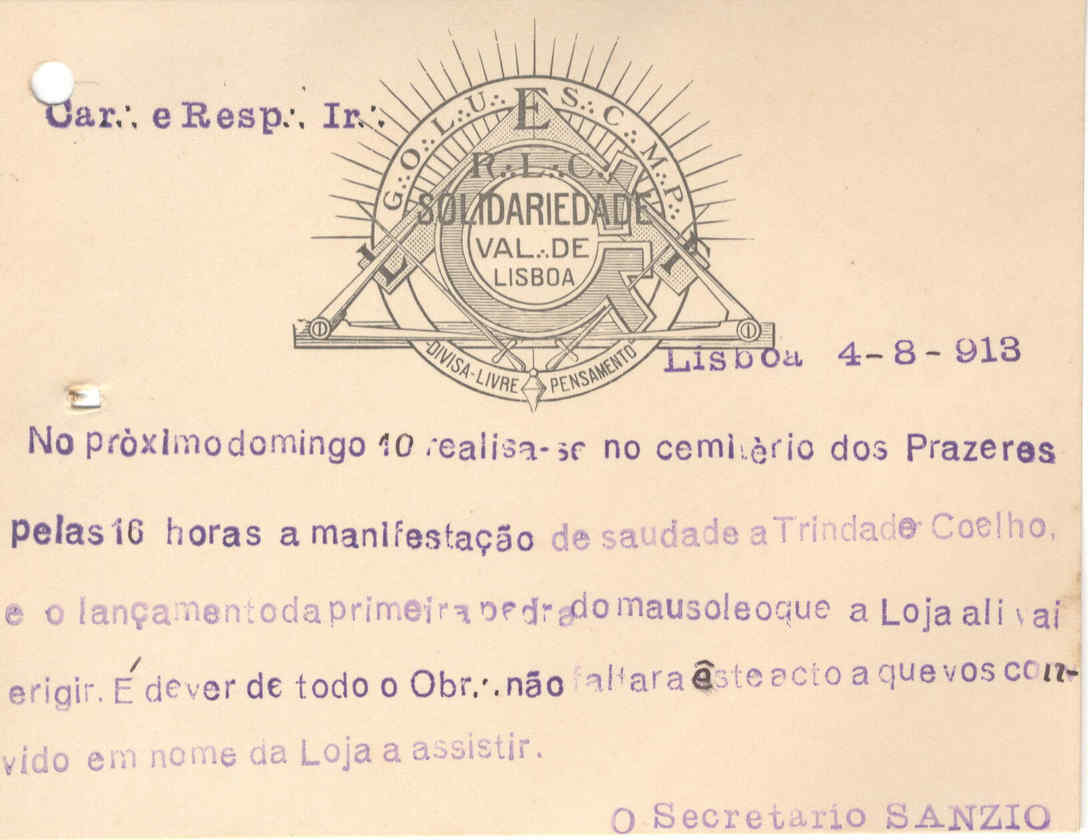 G∴O∴L∴U∴ E S∴C∴M∴P∴
Car∴ e Resp∴ Ir∴
R∴L∴C∴
SOLIDARIEDADE
L VAL∴DE I
LISBOA
DIVISA-LIVRE PENSAMENTO
Lisboa 4-8-913
No pròximo domingo 10 realisa-se no cemitèrio dos Prazeres
pelas 16 horas a manifestação de saudade a Trindade Coelho,
e o lançamento da primeira pedra do mausoleo que a Loja ali vai
erigir. É dever de todo o Obr∴ não faltar a êste acto a que vos con-
vido em nome da Loja a assistir.
O Secretario SANZIO